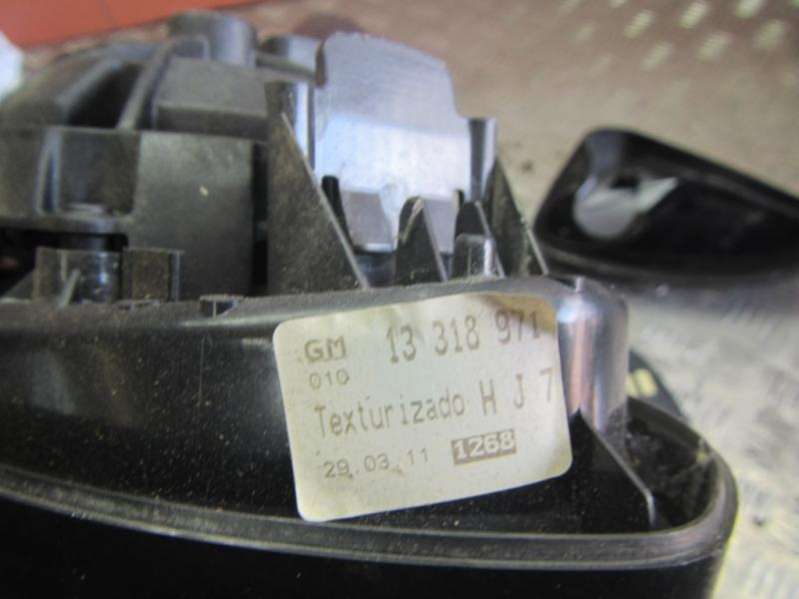 GM 13 318 971
010
Texturizado H J 7
29.03.11 1268